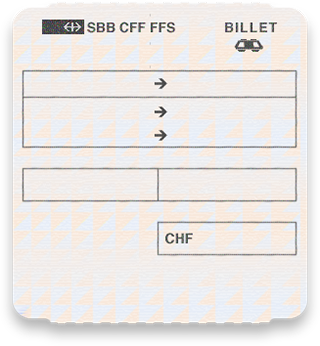 SBB CFF FFS BILLET
→
→
→
CHF